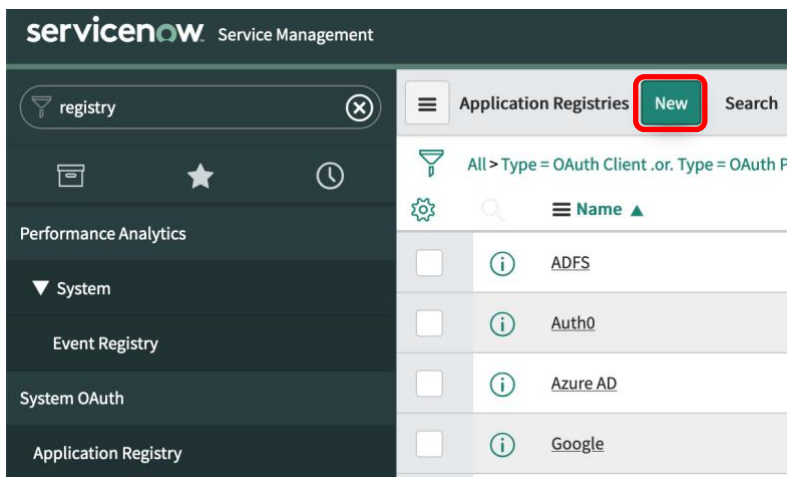 servicenow. Service Management
registry
Application Registries New Search
All > Type = OAuth Client .or. Type = OAuth P
Name ▲
Performance Analytics
▼ System
Event Registry
System OAuth
Application Registry
ADFS
Auth0
Azure AD
Google